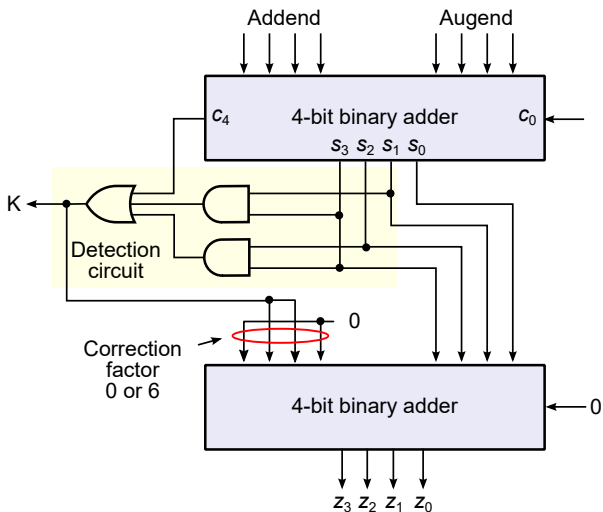 Addend
Augend
c4
4-bit binary adder
c0
s3 s2 s1 s0
K
Detection
circuit
0
Correction
factor
0 or 6
4-bit binary adder
0
z3 z2 z1 z0